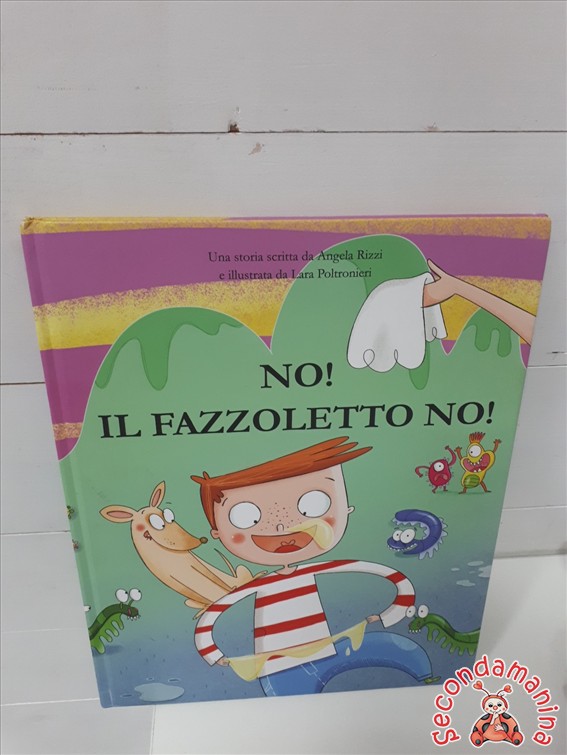 Una storia scritta da Angela Rizzi
e illustrata da Lara Poltronieri
NO!
IL FAZZOLETTO NO!
Secondamanina